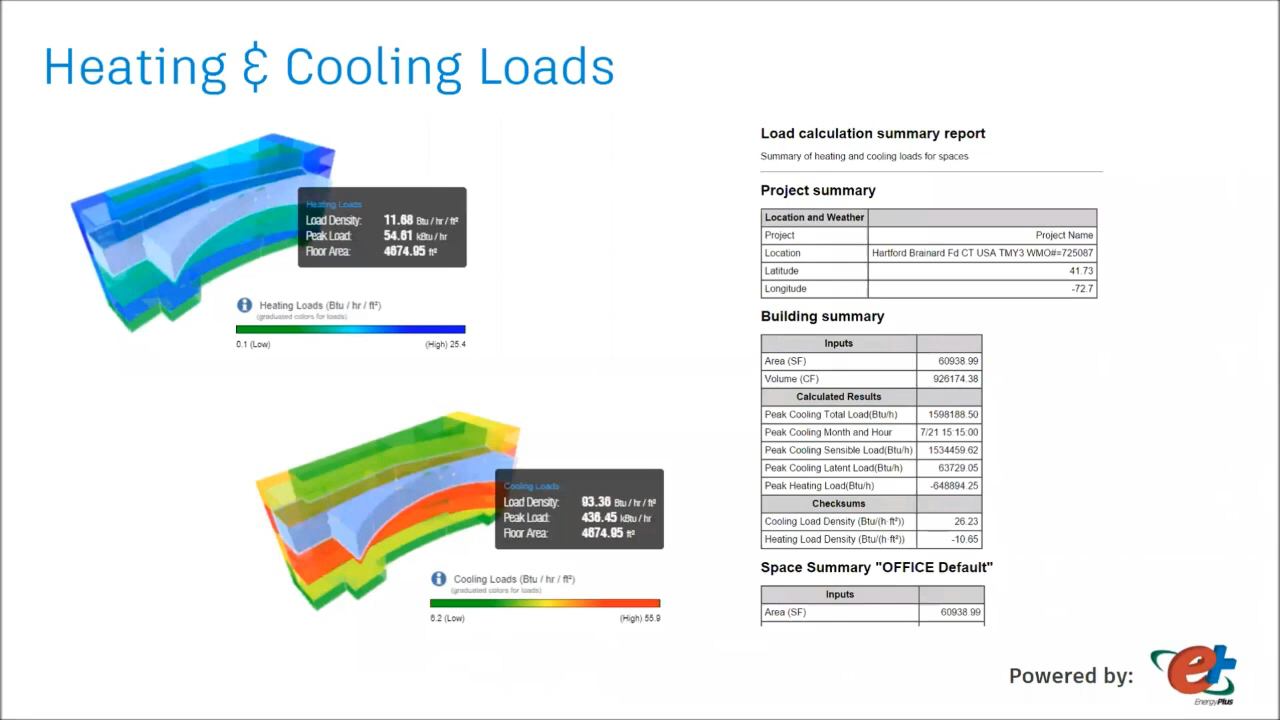 Heating & Cooling Loads
Heating Loads
Load Density: 11.68 Btu / hr / ft²
Peak Load: 54.61 kBtu / hr
Floor Area: 4674.95 ft²
Heating Loads (Btu / hr / ft²)
(graduated colors for loads)
0.1 (Low) (High) 25.4
Cooling Loads
Load Density: 93.36 Btu / hr / ft²
Peak Load: 436.45 kBtu / hr
Floor Area: 4674.95 ft²
Cooling Loads (Btu / hr / ft²)
(graduated colors for loads)
6.2 (Low) (High) 55.9
Load calculation summary report
Summary of heating and cooling loads for spaces
Project summary
Location and Weather
Project Project Name
Location Hartford Brainard Fd CT USA TMY3 WMO#=725087
Latitude 41.73
Longitude -72.7
Building summary
Inputs
Area (SF) 60938.99
Volume (CF) 926174.38
Calculated Results
Peak Cooling Total Load(Btu/h) 1598188.50
Peak Cooling Month and Hour 7/21 15:15:00
Peak Cooling Sensible Load(Btu/h) 1534459.62
Peak Cooling Latent Load(Btu/h) 63729.05
Peak Heating Load(Btu/h) -648894.25
Checksums
Cooling Load Density (Btu/(h·ft²)) 26.23
Heating Load Density (Btu/(h·ft²)) -10.65
Space Summary "OFFICE Default"
Inputs
Area (SF) 60938.99
Powered by:
e+
EnergyPlus